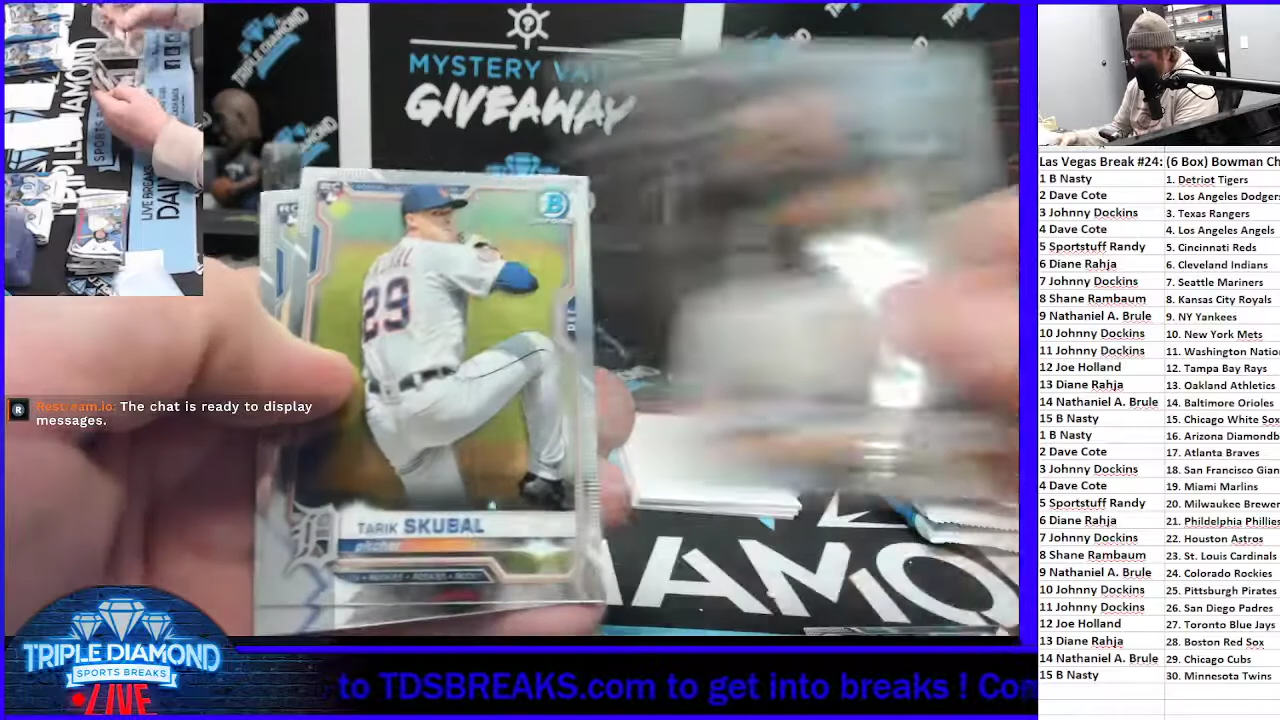 MYSTERY
GIVEAWAY
TRIPLE DIAMOND
TRIPLE DIAMOND
SPORTS
LIVE BREAKS
RC
RC
29
TARIK SKUBAL
pitcher
Restream.io: The chat is ready to display
messages.
TRIPLE DIAMOND
SPORTS BREAKS
LIVE
to TDSBREAKS.com to get into breaks
Las Vegas Break #24: (6 Box) Bowman Ch
1 B Nasty 1. Detriot Tigers
2 Dave Cote 2. Los Angeles Dodger
3 Johnny Dockins 3. Texas Rangers
4 Dave Cote 4. Los Angeles Angels
5 Sportstuff Randy 5. Cincinnati Reds
6 Diane Rahja 6. Cleveland Indians
7 Johnny Dockins 7. Seattle Mariners
8 Shane Rambaum 8. Kansas City Royals
9 Nathaniel A. Brule 9. NY Yankees
10 Johnny Dockins 10. New York Mets
11 Johnny Dockins 11. Washington Natio
12 Joe Holland 12. Tampa Bay Rays
13 Diane Rahja 13. Oakland Athletics
14 Nathaniel A. Brule 14. Baltimore Orioles
15 B Nasty 15. Chicago White Sox
1 B Nasty 16. Arizona Diamondb
2 Dave Cote 17. Atlanta Braves
3 Johnny Dockins 18. San Francisco Gian
4 Dave Cote 19. Miami Marlins
5 Sportstuff Randy 20. Milwaukee Brewer
6 Diane Rahja 21. Phildelphia Phillie
7 Johnny Dockins 22. Houston Astros
8 Shane Rambaum 23. St. Louis Cardinals
9 Nathaniel A. Brule 24. Colorado Rockies
10 Johnny Dockins 25. Pittsburgh Pirates
11 Johnny Dockins 26. San Diego Padres
12 Joe Holland 27. Toronto Blue Jays
13 Diane Rahja 28. Boston Red Sox
14 Nathaniel A. Brule 29. Chicago Cubs
15 B Nasty 30. Minneseta Twins